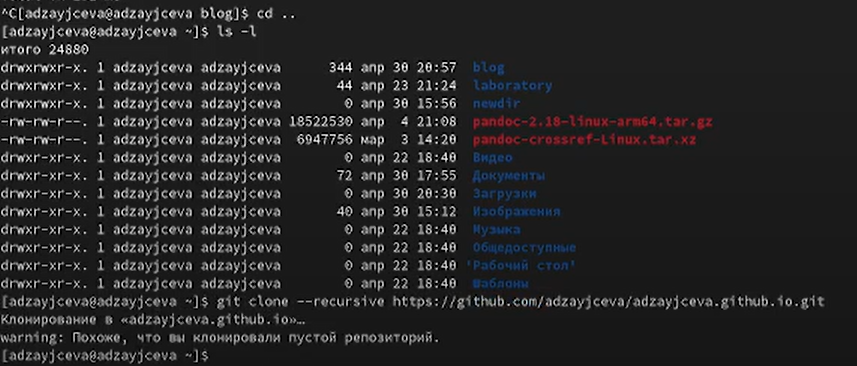 ^C[adzayjceva@adzayjceva blog]$ cd ..
[adzayjceva@adzayjceva ~]$ ls -l
итого 24880
drwxrwxr-x. 1 adzayjceva adzayjceva      344 апр 30 20:57  blog
drwxrwxr-x. 1 adzayjceva adzayjceva       44 апр 23 21:24  laboratory
drwxrwxr-x. 1 adzayjceva adzayjceva        0 апр 30 15:56  newdir
-rw-rw-r--. 1 adzayjceva adzayjceva 18522530 апр  4 21:08  pandoc-2.18-linux-arm64.tar.gz
-rw-rw-r--. 1 adzayjceva adzayjceva  6947756 мар  3 14:20  pandoc-crossref-Linux.tar.xz
drwxr-xr-x. 1 adzayjceva adzayjceva        0 апр 22 18:40  Видео
drwxr-xr-x. 1 adzayjceva adzayjceva       72 апр 30 17:55  Документы
drwxr-xr-x. 1 adzayjceva adzayjceva        0 апр 30 20:30  Загрузки
drwxr-xr-x. 1 adzayjceva adzayjceva       40 апр 30 15:12  Изображения
drwxr-xr-x. 1 adzayjceva adzayjceva        0 апр 22 18:40  Музыка
drwxr-xr-x. 1 adzayjceva adzayjceva        0 апр 22 18:40  Общедоступные
drwxr-xr-x. 1 adzayjceva adzayjceva        0 апр 22 18:40 'Рабочий стол'
drwxr-xr-x. 1 adzayjceva adzayjceva        0 апр 22 18:40  Шаблоны
[adzayjceva@adzayjceva ~]$ git clone --recursive https://github.com/adzayjceva/adzayjceva.github.io.git
Клонирование в «adzayjceva.github.io»…
warning: Похоже, что вы клонировали пустой репозиторий.
[adzayjceva@adzayjceva ~]$